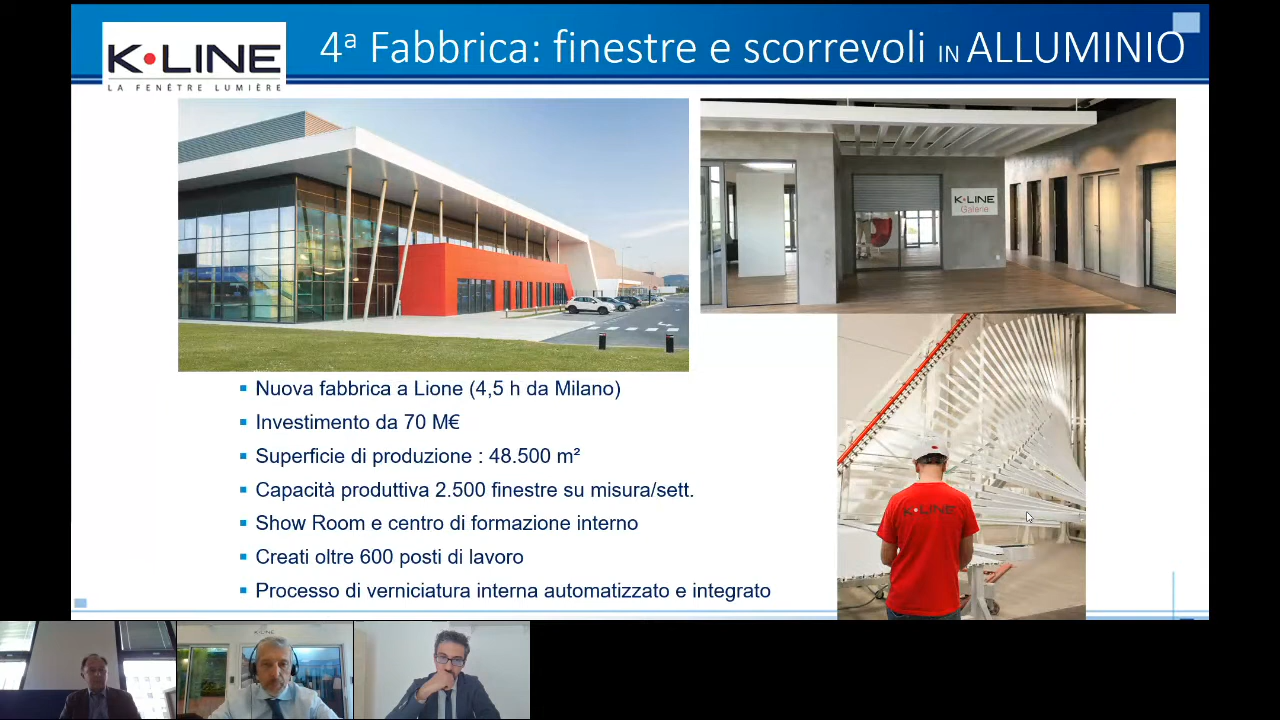 K•LINE
LA FENÊTRE LUMIÈRE
4ª Fabbrica: finestre e scorrevoli IN ALLUMINIO
K•LINE
Galerie
Nuova fabbrica a Lione (4,5 h da Milano)
Investimento da 70 M€
Superficie di produzione : 48.500 m²
Capacità produttiva 2.500 finestre su misura/sett.
Show Room e centro di formazione interno
Creati oltre 600 posti di lavoro
Processo di verniciatura interna automatizzato e integrato
K•LINE
K•LINE